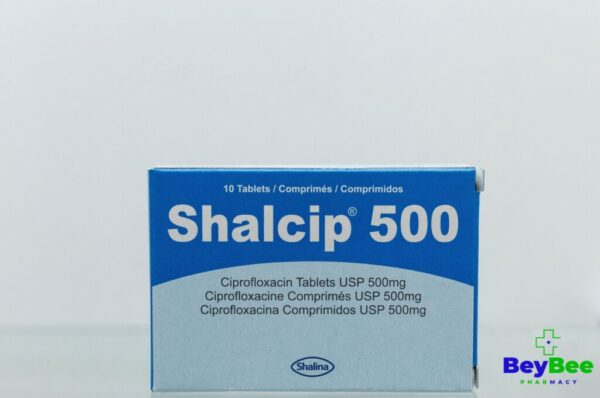 10 Tablets / Comprimés / Comprimidos
Shalcip® 500
Ciprofloxacin Tablets USP 500mg
Ciprofloxacine Comprimés USP 500mg
Ciprofloxacina Comprimidos USP 500mg
Shalina
BeyBee
PHARMACY